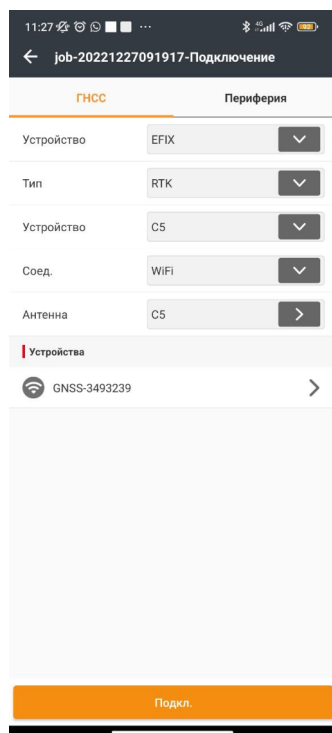 11:27
job-20221227091917-Подключение
ГНСС Периферия
Устройство EFIX
Тип RTK
Устройство C5
Соед. WiFi
Антенна C5
Устройства
GNSS-3493239
Подкл.